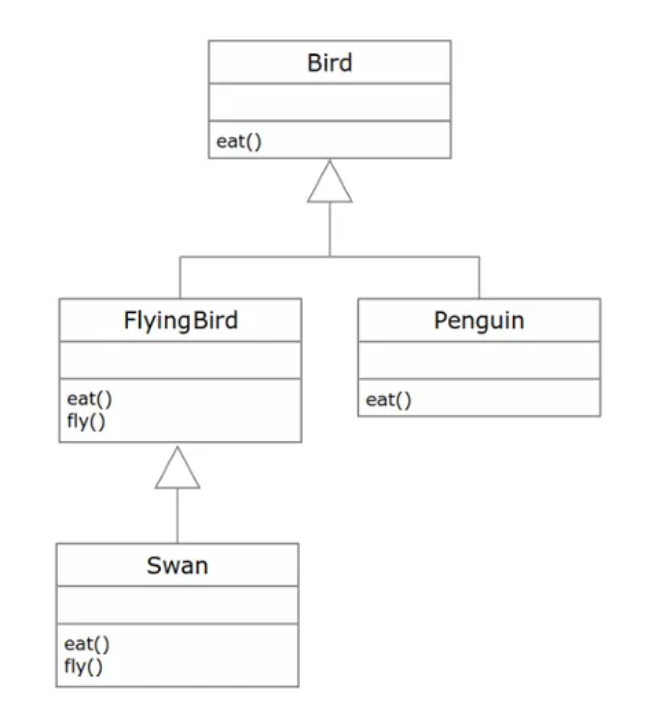 Bird
eat()
FlyingBird
eat()
fly()
Penguin
eat()
Swan
eat()
fly()